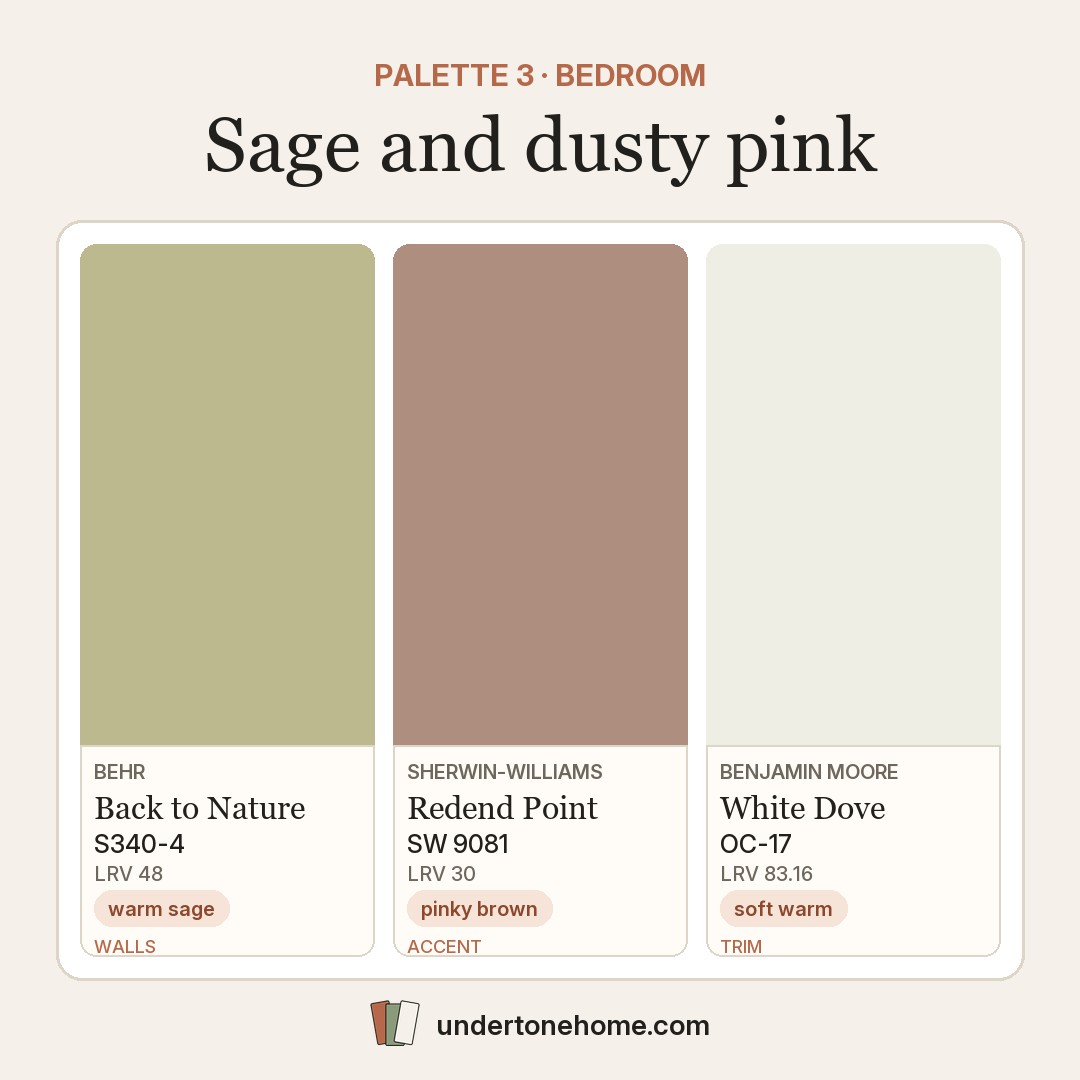 PALETTE 3 · BEDROOM
Sage and dusty pink
BEHR
Back to Nature
S340-4
LRV 48
warm sage
WALLS
SHERWIN-WILLIAMS
Redend Point
SW 9081
LRV 30
pinky brown
ACCENT
BENJAMIN MOORE
White Dove
OC-17
LRV 83.16
soft warm
TRIM
undertonehome.com